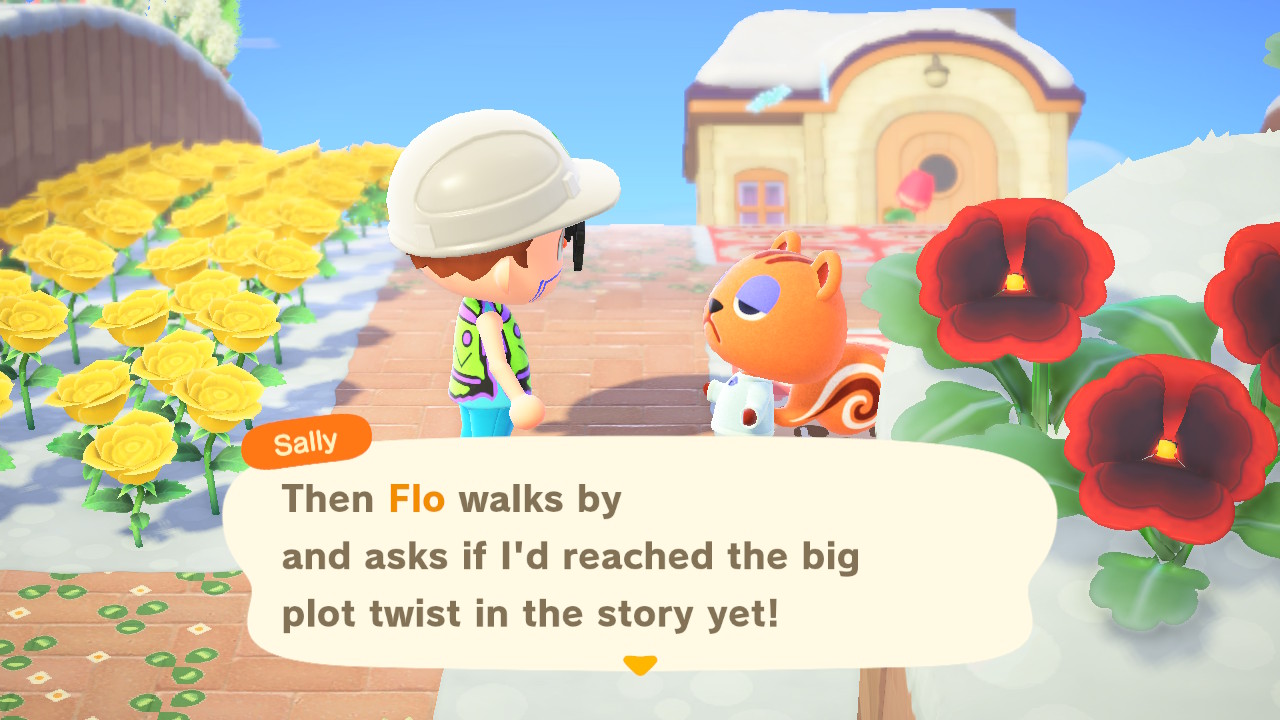 Sally
Then Flo walks by
and asks if I'd reached the big
plot twist in the story yet!